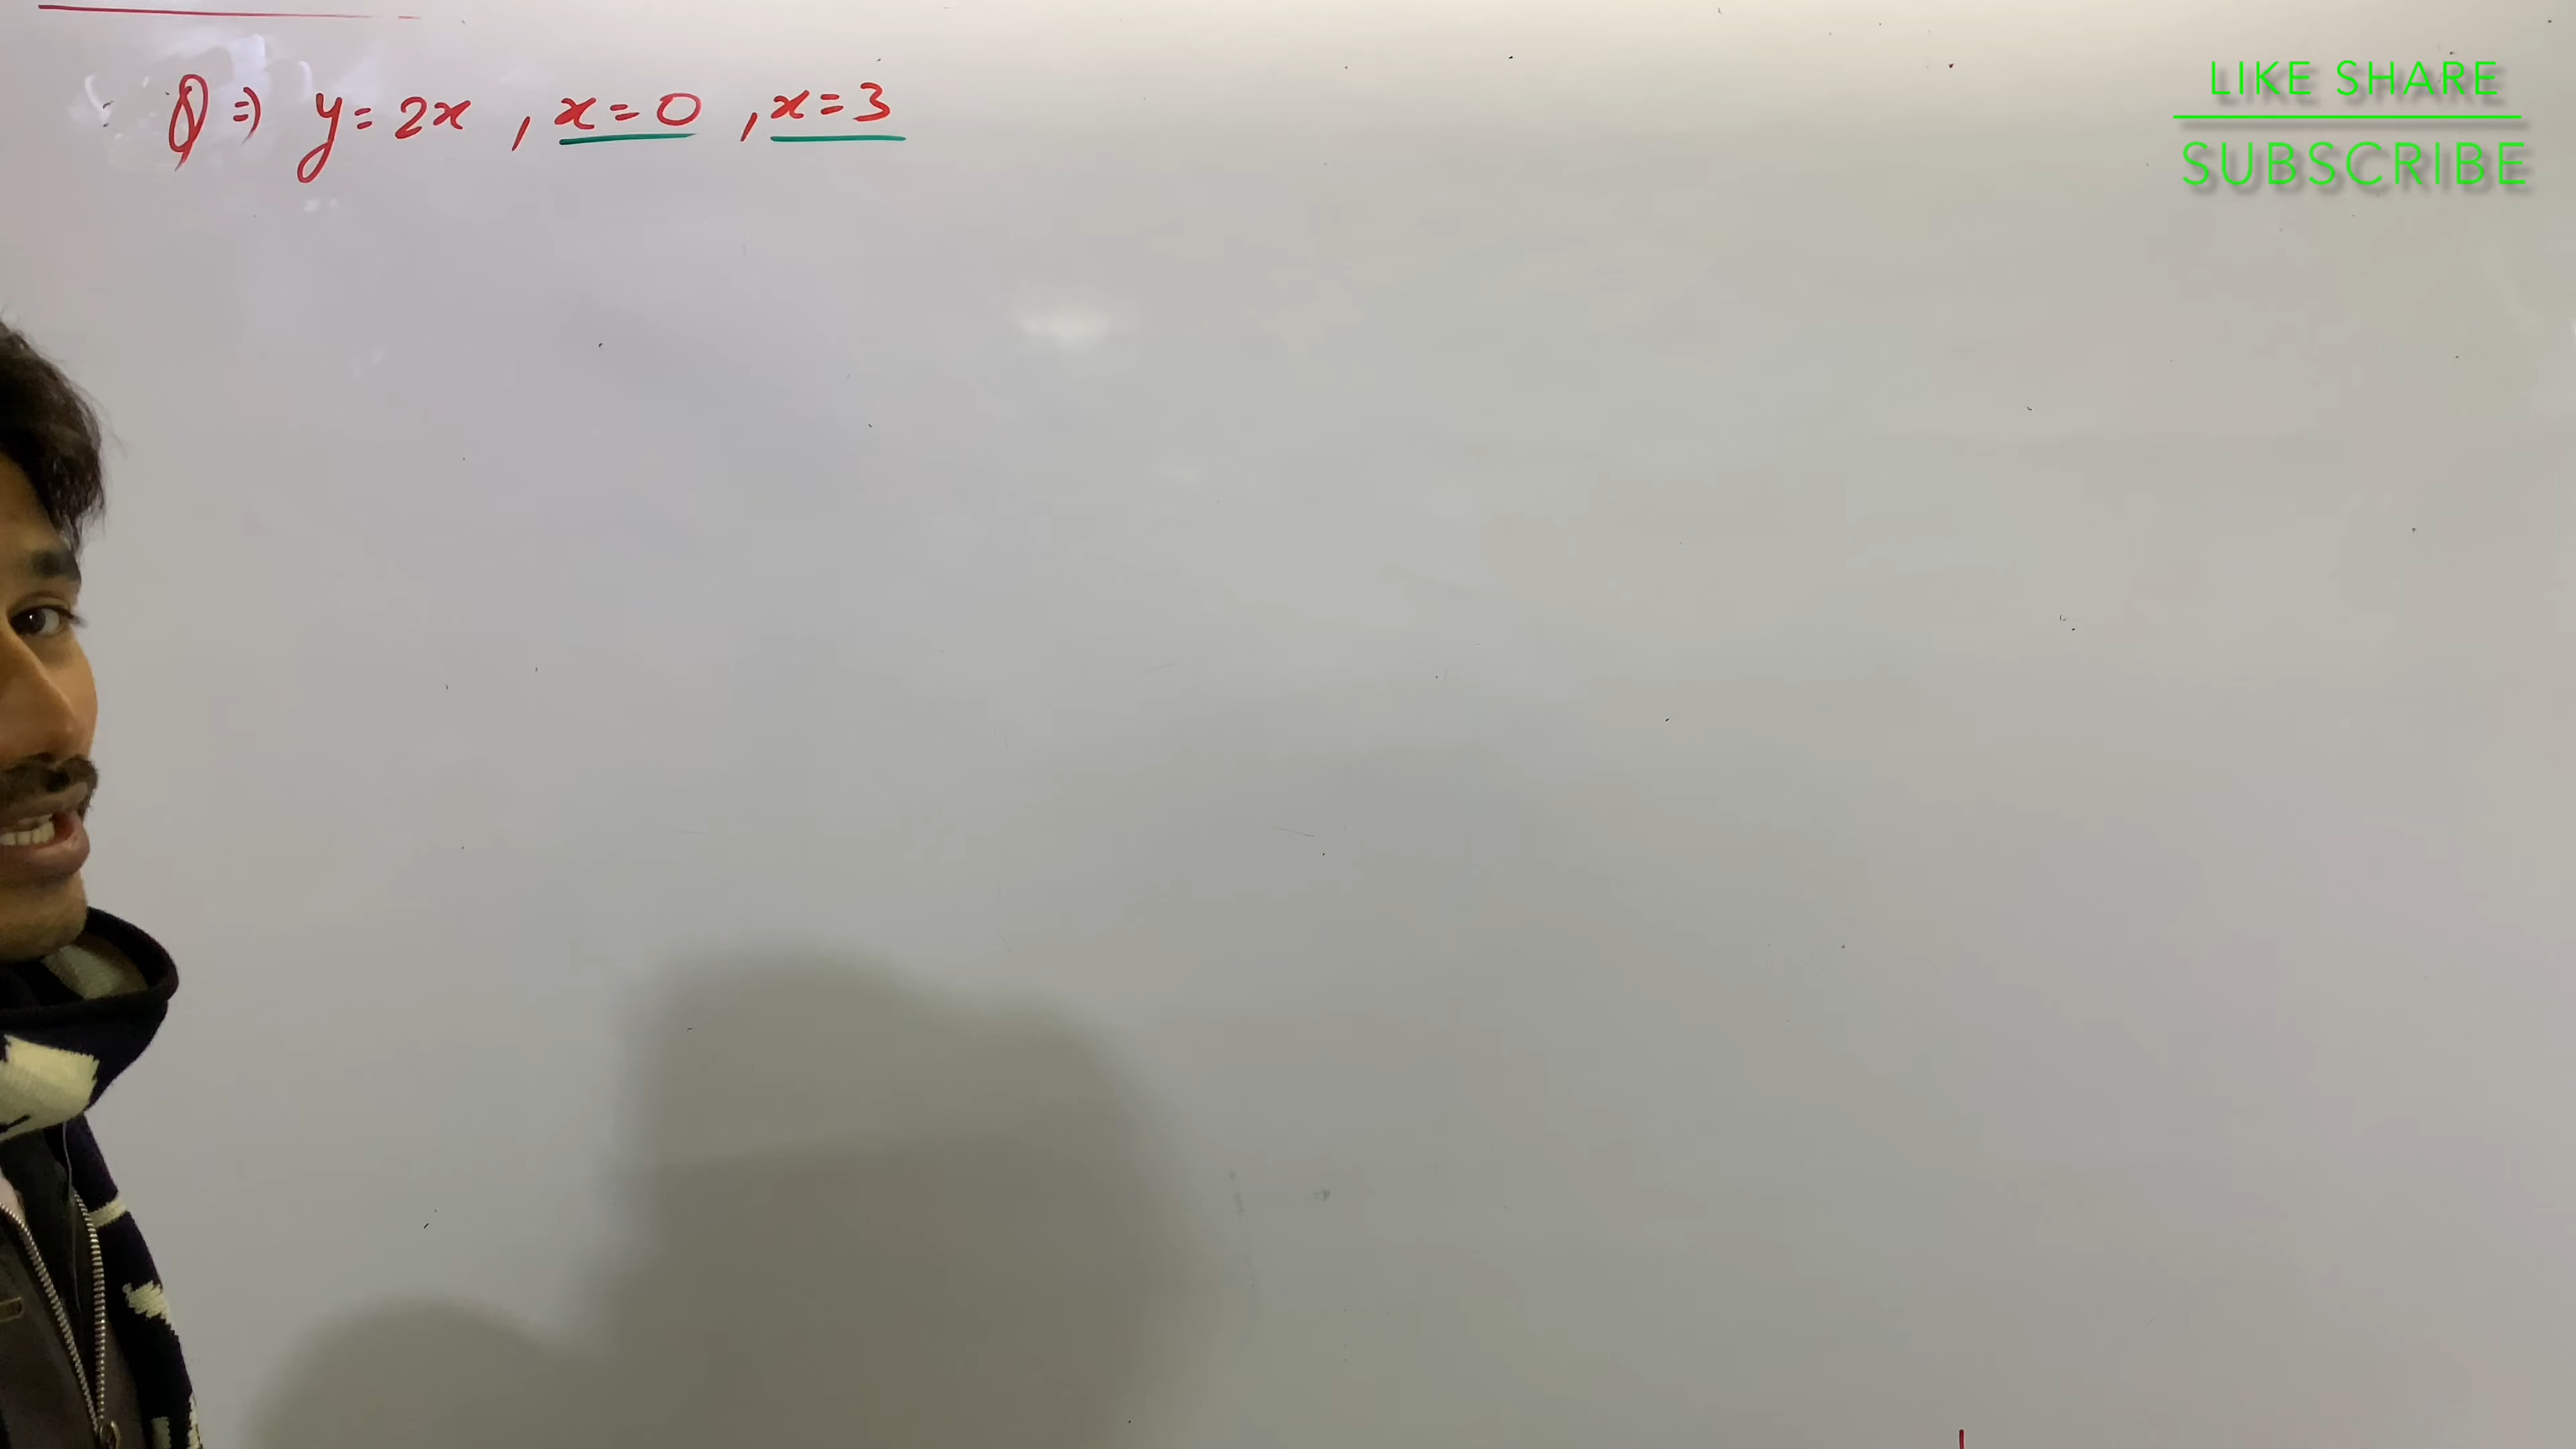 Q ⇒ y = 2x , x = 0 , x = 3
LIKE SHARE
SUBSCRIBE